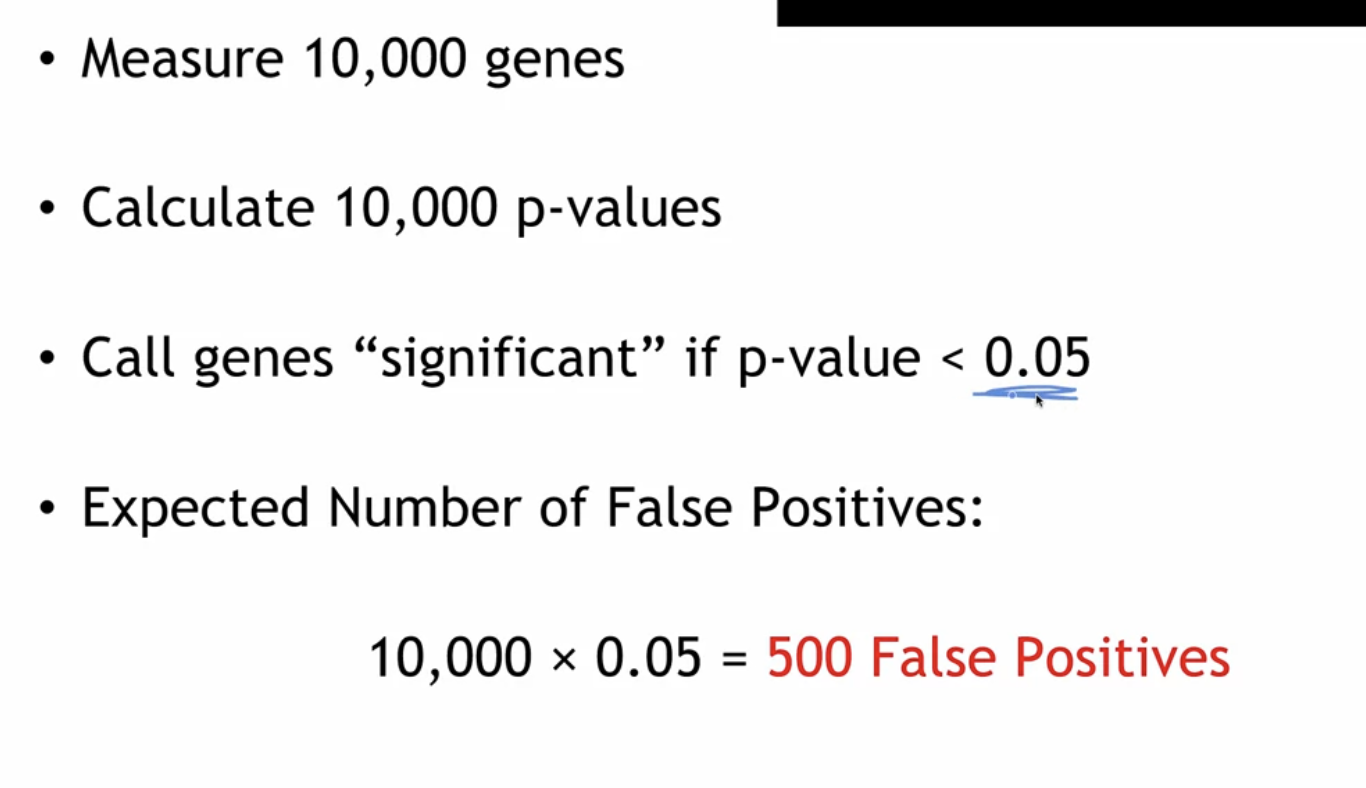 • Measure 10,000 genes
• Calculate 10,000 p-values
• Call genes “significant” if p-value < 0.05
• Expected Number of False Positives:
10,000 × 0.05 = 500 False Positives